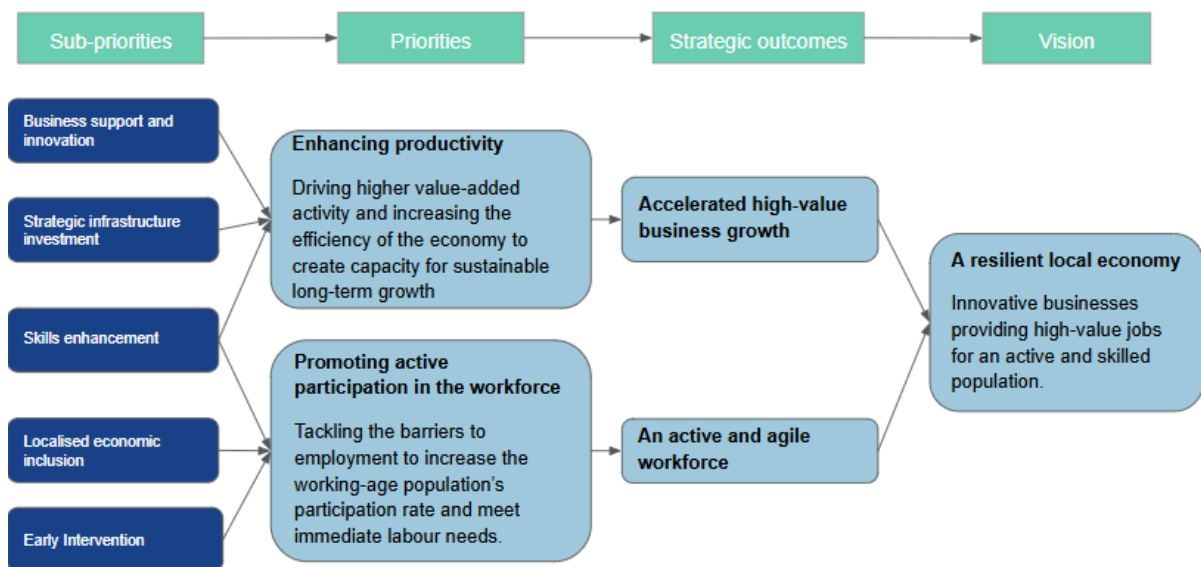 Sub-priorities
Priorities
Strategic outcomes
Vision
Business support and
innovation
Strategic infrastructure
investment
Skills enhancement
Localised economic
inclusion
Early Intervention
Enhancing productivity
Driving higher value-added
activity and increasing the
efficiency of the economy to
create capacity for sustainable
long-term growth
Promoting active
participation in the workforce
Tackling the barriers to
employment to increase the
working-age population’s
participation rate and meet
immediate labour needs.
Accelerated high-value
business growth
An active and agile
workforce
A resilient local economy
Innovative businesses
providing high-value jobs
for an active and skilled
population.